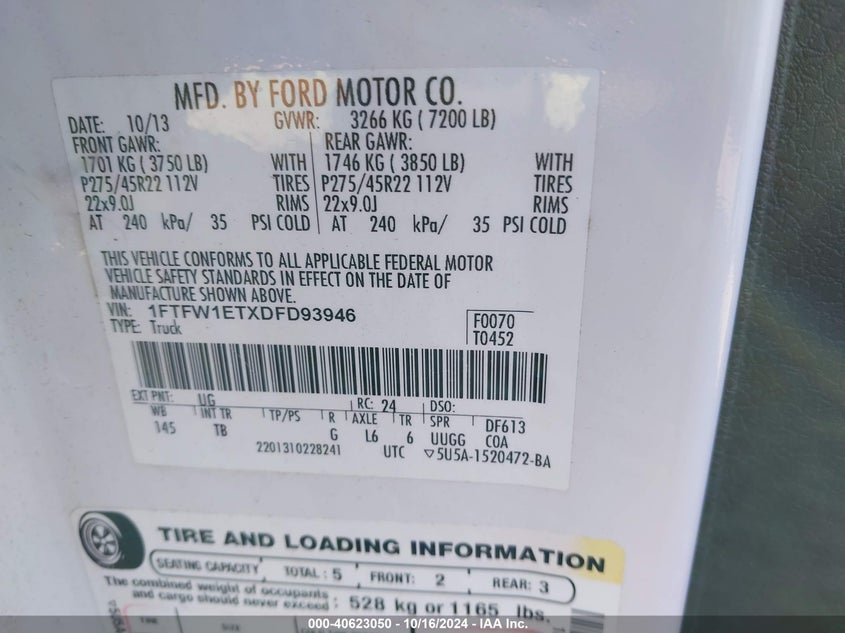 MFD. BY FORD MOTOR CO.
DATE: 10/13 GVWR: 3266 KG ( 7200 LB)
FRONT GAWR: REAR GAWR:
1701 KG ( 3750 LB) WITH 1746 KG ( 3850 LB) WITH
P275/45R22 112V TIRES P275/45R22 112V TIRES
22x9.0J RIMS 22x9.0J RIMS
AT 240 kPa/ 35 PSI COLD AT 240 kPa/ 35 PSI COLD
THIS VEHICLE CONFORMS TO ALL APPLICABLE FEDERAL MOTOR
VEHICLE SAFETY STANDARDS IN EFFECT ON THE DATE OF
MANUFACTURE SHOWN ABOVE.
VIN: 1FTFW1ETXDFD93946 F0070
TYPE: Truck T0452
EXT PNT: UG RC: 24 DSO:
WB INT TR TP/PS R AXLE TR SPR DF613
145 TB G L6 6 UUGG COA
2201310228241 UTC ▽5U5A-1520472-BA
TIRE AND LOADING INFORMATION
SEATING CAPACITY TOTAL : 5 FRONT: 2 REAR: 3
The combined weight of occupants
and cargo should never exceed : 528 kg or 1165 lbs.
TIRE SIZE
000-40623050 - 10/16/2024 - IAA Inc.